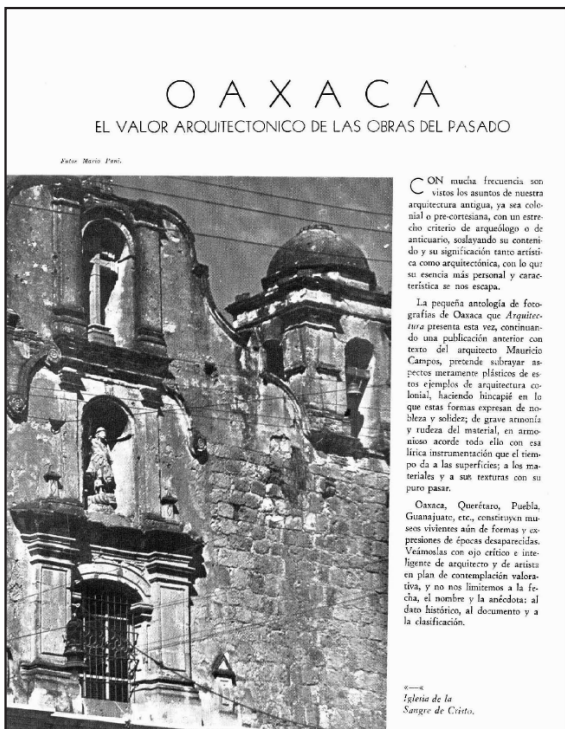 OAXACA
EL VALOR ARQUITECTONICO DE LAS OBRAS DEL PASADO
Fotos Mario Pani.
CON mucha frecuencia son
vistos los asuntos de nuestra
arquitectura antigua, ya sea colo-
nial o pre-cortesiana, con un estre-
cho criterio de arqueólogo o de
anticuario, soslayando su conteni-
do y su significación tanto artísti-
ca como arquitectónica, con lo que
su esencia más personal y carac-
terística se nos escapa.
La pequeña antología de foto-
grafías de Oaxaca que Arquitec-
tura presenta esta vez, continuan-
do una publicación anterior con
texto del arquitecto Mauricio
Campos, pretende subrayar as-
pectos meramente plásticos de es-
tos ejemplos de arquitectura co-
lonial, haciendo hincapié en lo
que estas formas expresan de no-
bleza y solidez; de grave armonía
y rudeza del material, en armo-
nioso acorde todo ello con esa
lírica instrumentación que el tiem-
po da a las superficies; a los ma-
teriales y a sus texturas con su
puro pasar.
Oaxaca, Querétaro, Puebla,
Guanajuato, etc., constituyen mu-
seos vivientes aún de formas y ex-
presiones de épocas desaparecidas.
Veámoslas con ojo crítico e inte-
ligente de arquitecto y de artista
en plan de contemplación valora-
tiva, y no nos limitemos a la fe-
cha, el nombre y la anécdota: al
dato histórico, al documento y a
la clasificación.
«—«
Iglesia de la
Sangre de Cristo.